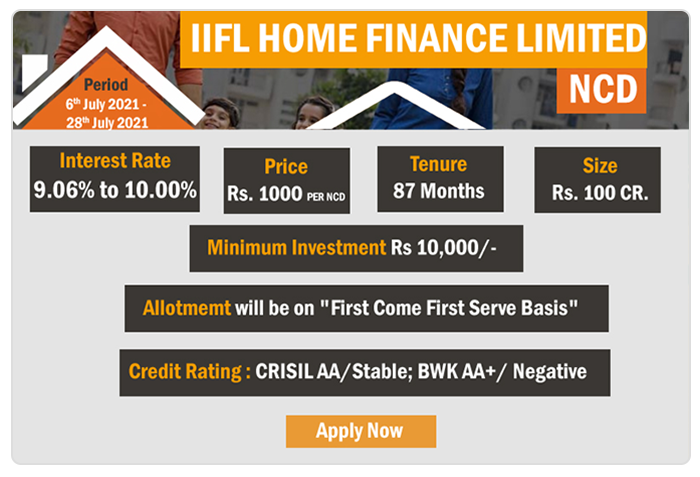 IIFL HOME FINANCE LIMITED
NCD
Period
6th July 2021 -
28th July 2021
Interest Rate
9.06% to 10.00%
Price
Rs. 1000 PER NCD
Tenure
87 Months
Size
Rs. 100 CR.
Minimum Investment Rs 10,000/-
Allotmemt will be on "First Come First Serve Basis"
Credit Rating : CRISIL AA/Stable; BWK AA+/ Negative
Apply Now